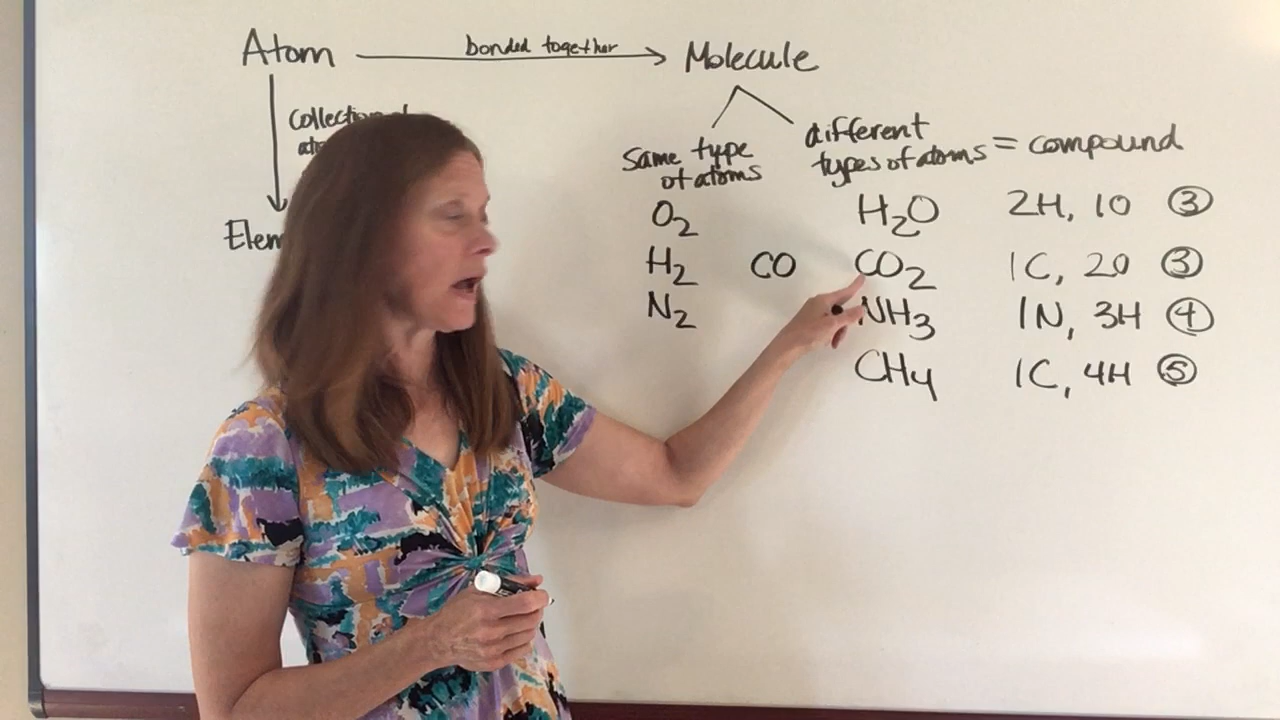 Atom bonded together Molecule
collection
different
types of atoms = compound
same type
of atoms
O2 H2O 2H, 1O 3
H2 CO CO2 1C, 2O 3
N2 NH3 1N, 3H 4
CH4 1C, 4H 5